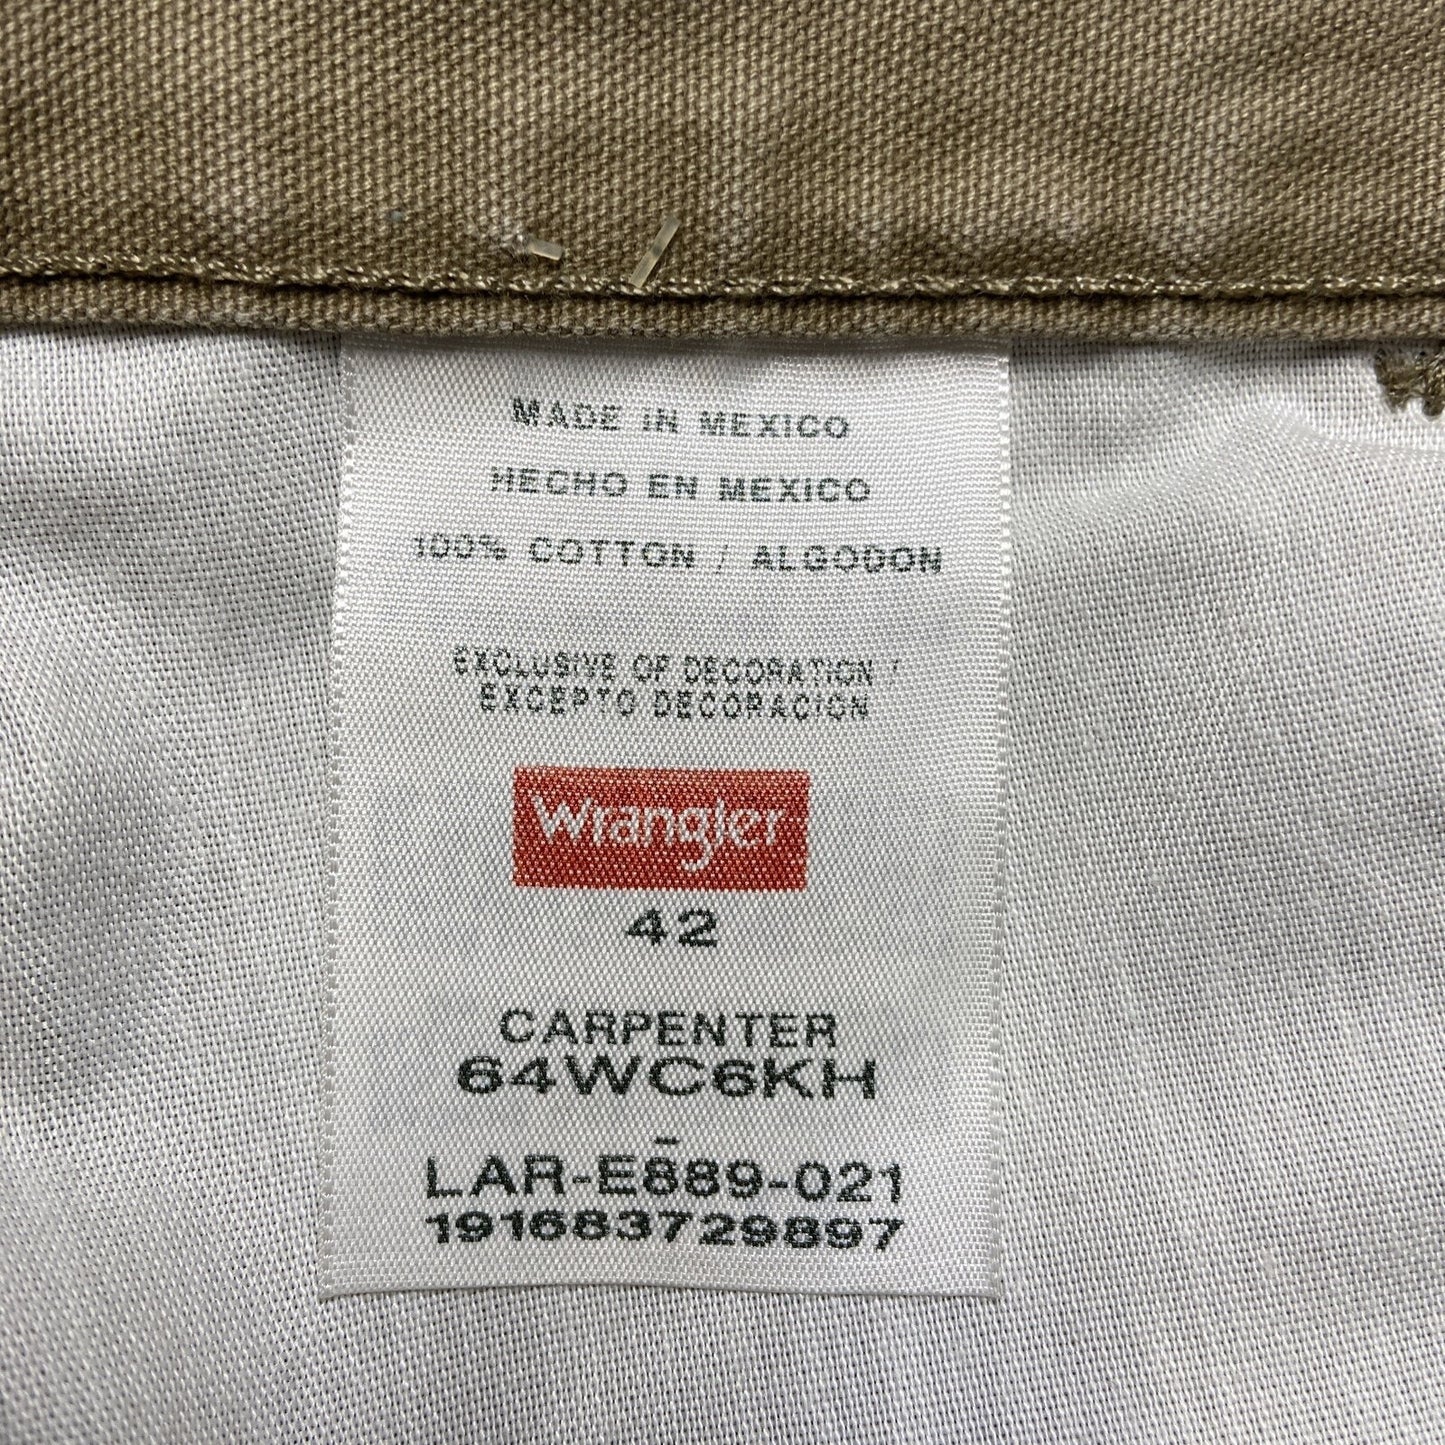 MADE IN MEXICO
HECHO EN MEXICO
100% COTTON / ALGODON
EXCLUSIVE OF DECORATION /
EXCEPTO DECORACION
Wrangler
42
CARPENTER
64WC6KH
LAR-E889-021
191683729897